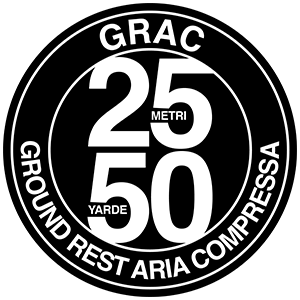 GRAC
25
METRI
50
YARDE
GROUND REST ARIA COMPRESSA